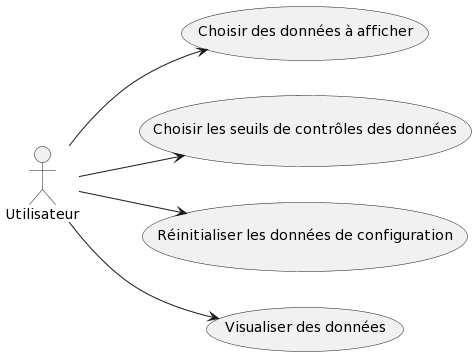 Choisir des données à afficher
Choisir les seuils de contrôles des données
Utilisateur
Réinitialiser les données de configuration
Visualiser des données